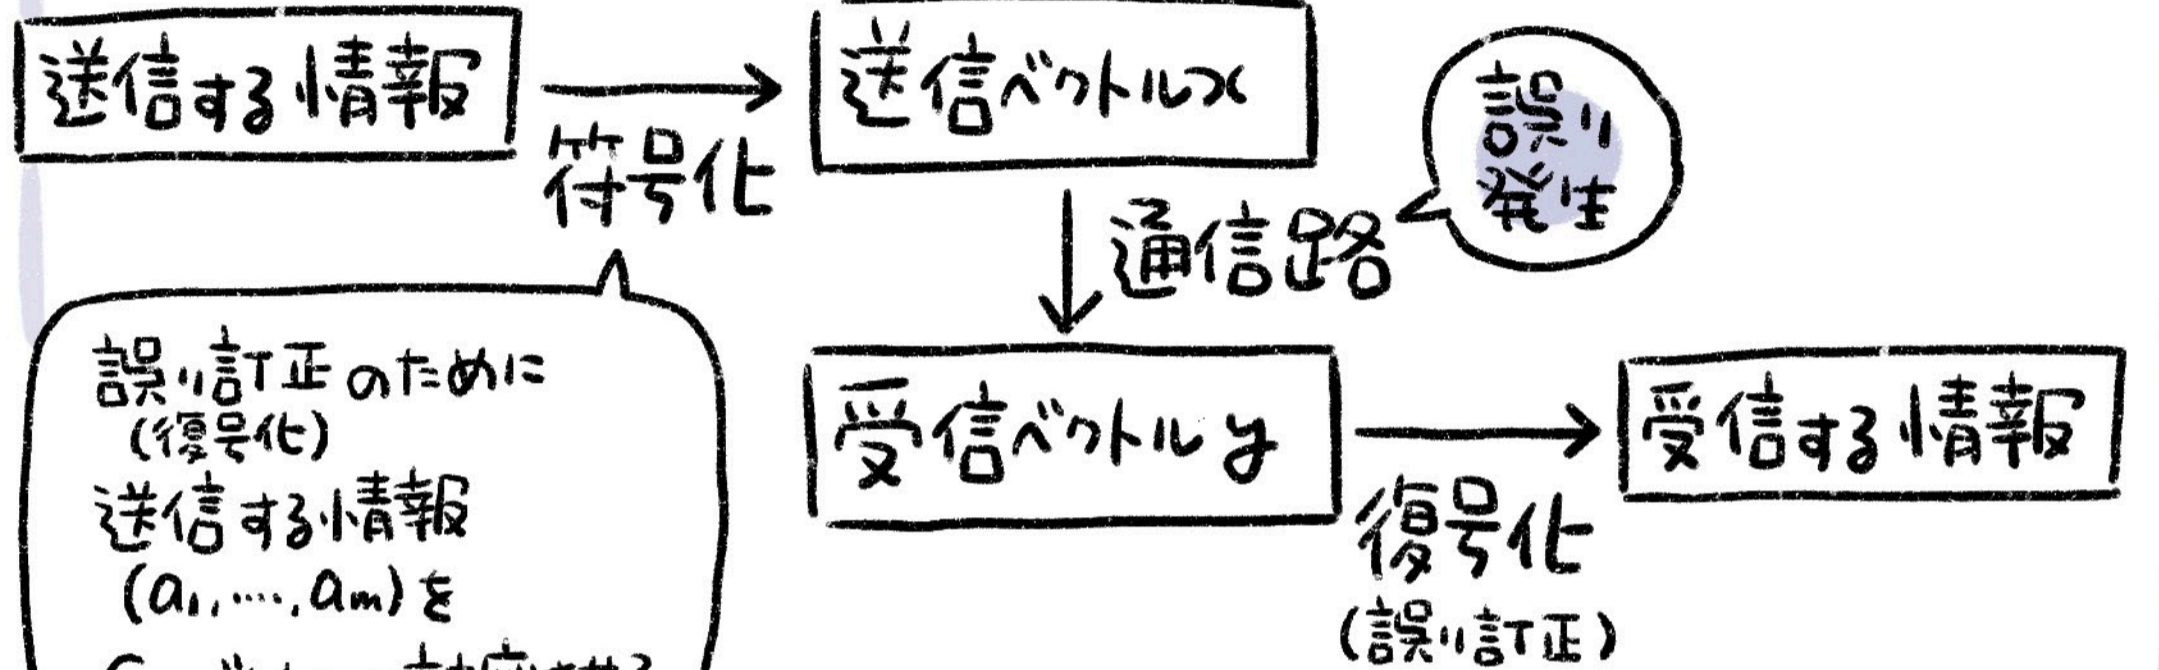 送信する情報
符号化
送信ベクトルx
誤り
発生
通信路
誤り訂正のために
(復号化)
送信する情報
(a1,…,am)を
受信ベクトルy
復号化
(誤り訂正)
受信する情報